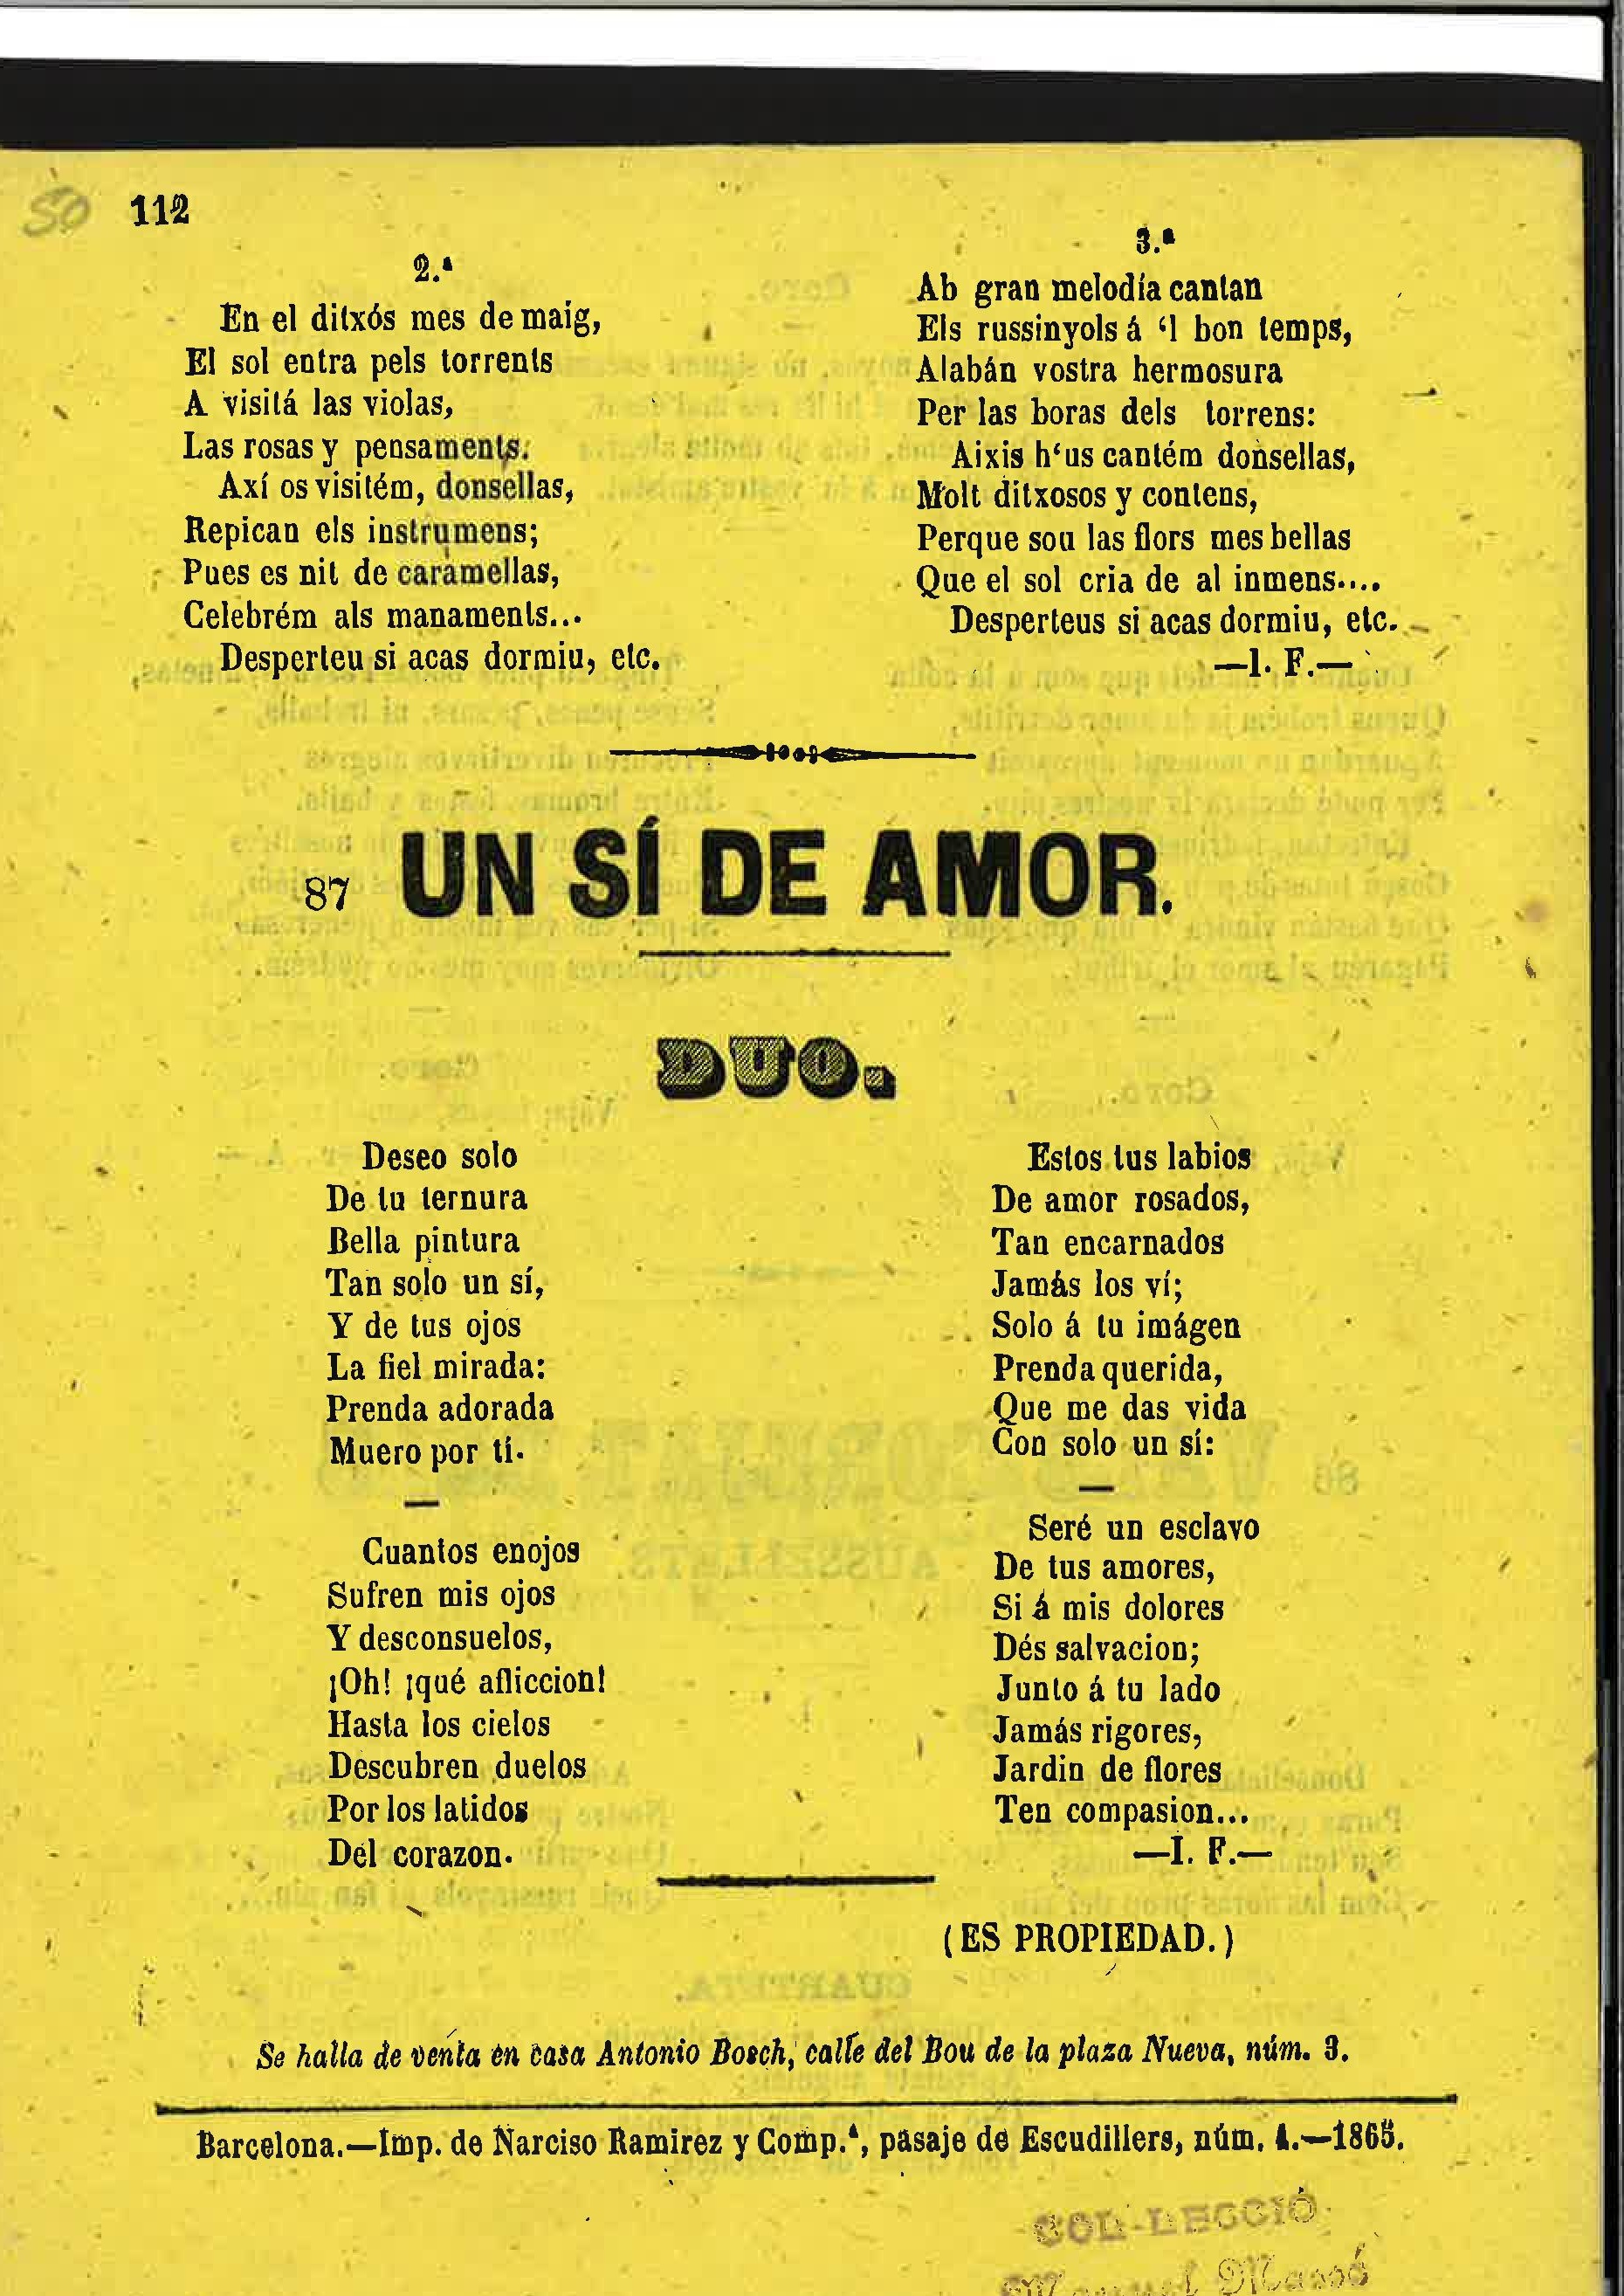 50 112
2.ª
En el ditxós mes de maig,
El sol entra pels torrents
A visitá las violas,
Las rosas y pensaments.
Axí os visitém, donsellas,
Repican els instrumens;
Pues es nit de caramellas,
Celebrém als manaments...
Desperteu si acas dormiu, etc.
3.ª
Ab gran melodía cantan
Els russinyols á ‘l bon temps,
Alabán vostra hermosura
Per las boras dels torrens:
Aixis h‘us cantém donsellas,
Molt ditxosos y contens,
Perque sou las flors mes bellas
Que el sol cria de al inmens....
Desperteus si acas dormiu, etc.
—I. F.—
87 UN SÍ DE AMOR.
DUO.
Deseo solo
De tu ternura
Bella pintura
Tan solo un sí,
Y de tus ojos
La fiel mirada:
Prenda adorada
Muero por tí.
Cuantos enojos
Sufren mis ojos
Y desconsuelos,
¡Oh! ¡qué afliccion!
Hasta los cielos
Descubren duelos
Por los latidos
Del corazon.
Estos tus labios
De amor rosados,
Tan encarnados
Jamás los ví;
Solo á tu imágen
Prenda querida,
Que me das vida
Con solo un sí:
Seré un esclavo
De tus amores,
Si á mis dolores
Dés salvacion;
Junto á tu lado
Jamás rigores,
Jardin de flores
Ten compasion...
—I. F.—
(ES PROPIEDAD.)
Se halla de venta en casa Antonio Bosch, calle del Bou de la plaza Nueva, núm. 3.
Barcelona.—Imp. de Narciso Ramirez y Comp.ª, pasaje de Escudillers, núm. 4.—1865.
COL·LECCIÓ
Manuel Massó